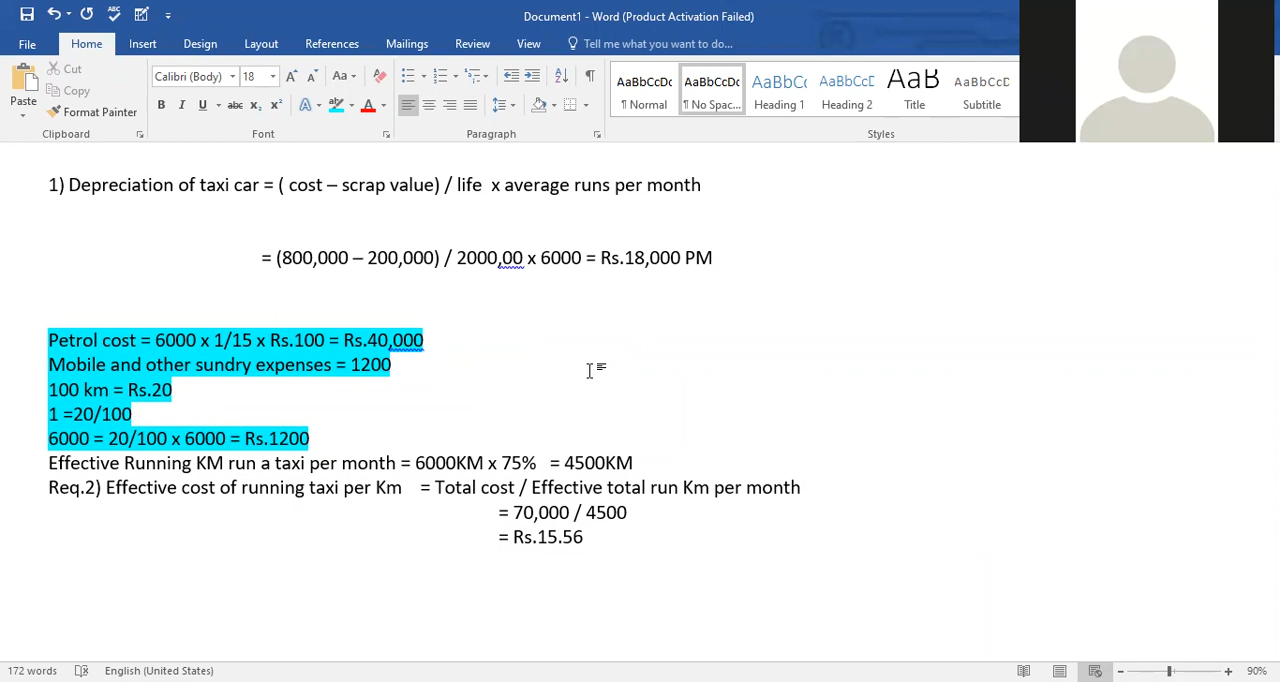 Document1 - Word (Product Activation Failed)
File Home Insert Design Layout References Mailings Review View Tell me what you want to do...
Paste
Cut
Copy
Format Painter
Calibri (Body) 18
AaBbCcDc AaBbCcDc AaBbCc AaBbCcE AaB AaBbCcD
¶ Normal ¶ No Spac... Heading 1 Heading 2 Title Subtitle
Clipboard Font Paragraph Styles
1) Depreciation of taxi car = ( cost – scrap value) / life x average runs per month
= (800,000 – 200,000) / 2000,00 x 6000 = Rs.18,000 PM
Petrol cost = 6000 x 1/15 x Rs.100 = Rs.40,000
Mobile and other sundry expenses = 1200
100 km = Rs.20
1 =20/100
6000 = 20/100 x 6000 = Rs.1200
Effective Running KM run a taxi per month = 6000KM x 75% = 4500KM
Req.2) Effective cost of running taxi per Km = Total cost / Effective total run Km per month
= 70,000 / 4500
= Rs.15.56
172 words English (United States) 90%